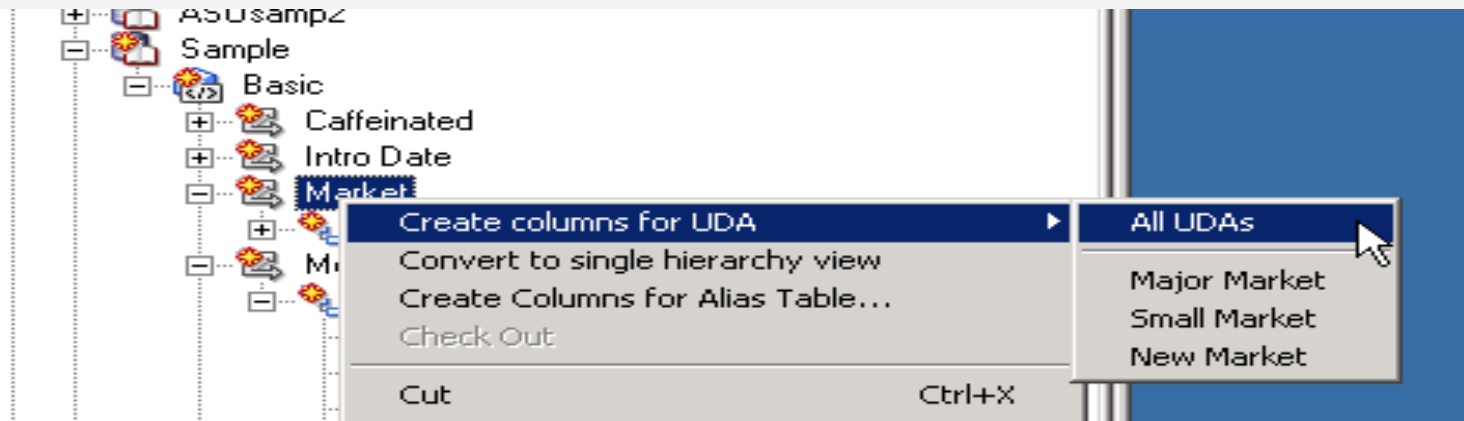 ASOsamp2
Sample
Basic
Caffeinated
Intro Date
Market
Create columns for UDA
All UDAs
Convert to single hierarchy view
Major Market
Create Columns for Alias Table...
Small Market
Check Out
New Market
Cut Ctrl+X